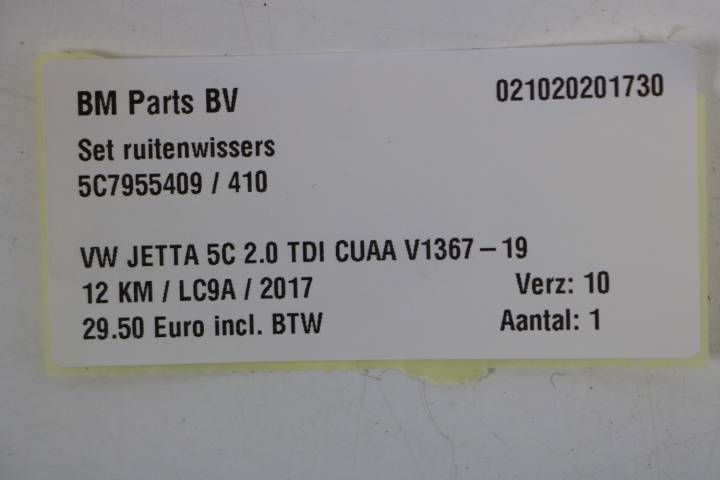 BM Parts BV
021020201730
Set ruitenwissers
5C7955409 / 410
VW JETTA 5C 2.0 TDI CUAA V1367-19
12 KM / LC9A / 2017
Verz: 10
29.50 Euro incl. BTW
Aantal: 1